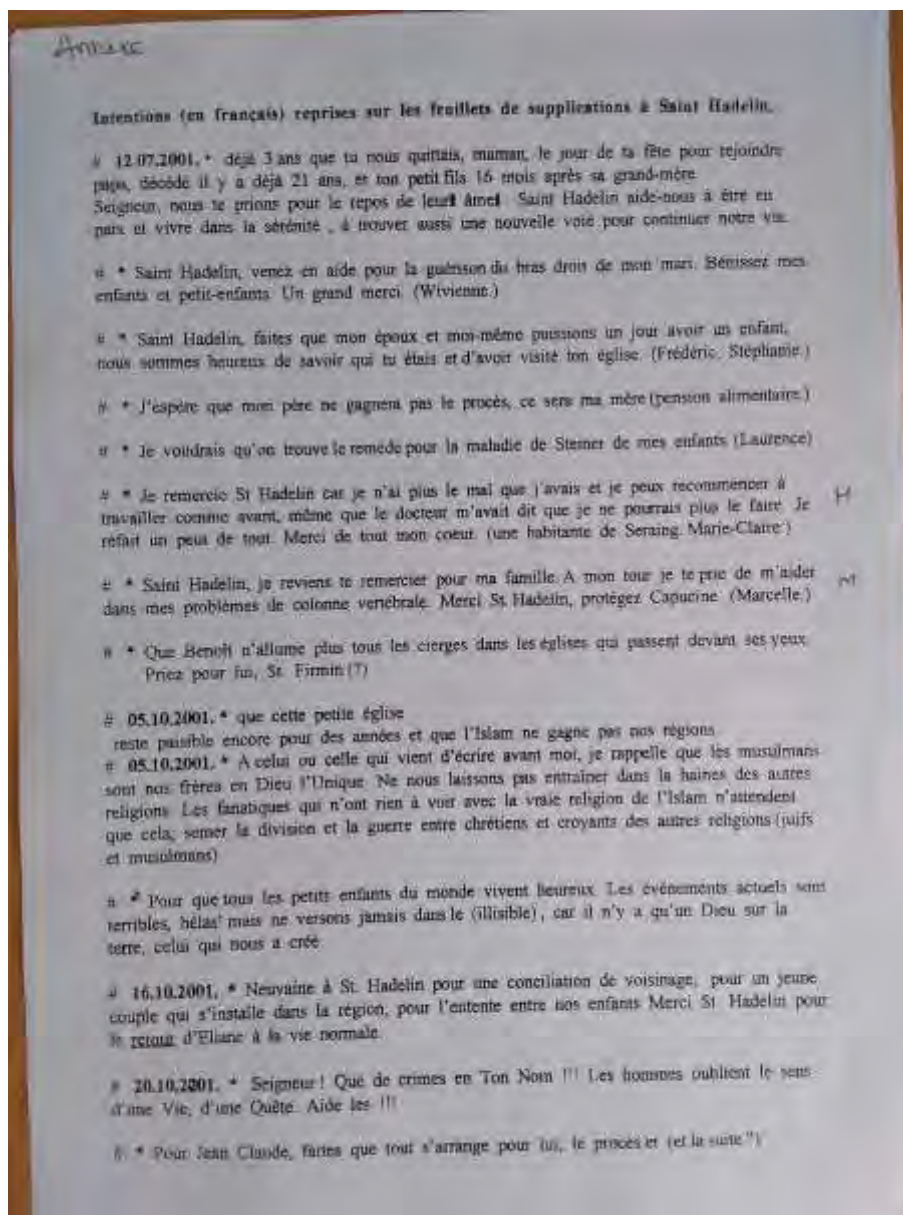 Annexe
Intentions (en français) reprises sur les feuillets de supplications à Saint Hadelin.
# 12.07.2001. * déjà 3 ans que tu nous quittais, maman, le jour de ta fête pour rejoindre
papa, décédé il y a déjà 21 ans, et ton petit fils 16 mois après sa grand-mère.
Seigneur, nous te prions pour le repos de leur âme. Saint Hadelin aide-nous à être en
paix et vivre dans la sérénité , à trouver aussi une nouvelle voie pour continuer notre vie.
# * Saint Hadelin, venez en aide pour la guérison du bras droit de mon mari. Bénissez mes
enfants et petit-enfants. Un grand merci. (Wivienne.)
# * Saint Hadelin, faites que mon époux et moi-même puissions un jour avoir un enfant,
nous sommes heureux de savoir qui tu étais et d'avoir visité ton église. (Frédéric, Stéphanie.)
# * J'espère que mon père ne gagnera pas le procès, ce sera ma mère (pension alimentaire.)
# * Je voudrais qu'on trouve le remède pour la maladie de Steiner de mes enfants (Laurence)
# * Je remercie St Hadelin car je n'ai plus le mal que j'avais et je peux recommencer à
travailler comme avant, même que le docteur m'avait dit que je ne pourrais plus le faire. Je
refait un peux de tout. Merci de tout mon coeur. (une habitante de Seraing. Marie-Claire.)
H
# * Saint Hadelin, je reviens te remercier pour ma famille. A mon tour je te prie de m'aider
dans mes problèmes de colonne vertébrale. Merci St Hadelin, protégez Capucine. (Marcelle.)
M
# * Que Benoît n'allume plus tous les cierges dans les églises qui passent devant ses yeux.
Priez pour lui, St. Firmin (?)
# 05.10.2001. * que cette petite église
reste paisible encore pour des années et que l'Islam ne gagne pas nos régions
# 05.10.2001. * A celui ou celle qui vient d'écrire avant moi, je rappelle que les musulmans
sont nos frères en Dieu l'Unique. Ne nous laissons pas entraîner dans la haines des autres
religions. Les fanatiques qui n'ont rien à voir avec la vraie religion de l'Islam n'attendent
que cela, semer la division et la guerre entre chrétiens et croyants des autres religions (juifs
et musulmans)
# * Pour que tous les petits enfants du monde vivent heureux. Les événements actuels sont
terribles, hélas! mais ne versons jamais dans le (illisible), car il n'y a qu'un Dieu sur la
terre, celui qui nous a créé.
# 16.10.2001. * Neuvaine à St. Hadelin pour une conciliation de voisinage, pour un jeune
couple qui s'installe dans la région, pour l'entente entre nos enfants. Merci St. Hadelin pour
le retour d'Eliane à la vie normale.
# 20.10.2001. * Seigneur ! Que de crimes en Ton Nom !!! Les hommes oublient le sens
d'une Vie, d'une Quête. Aide les !!!
# * Pour Jean Claude, faites que tout s'arrange pour lui, le procès et (et la suite")